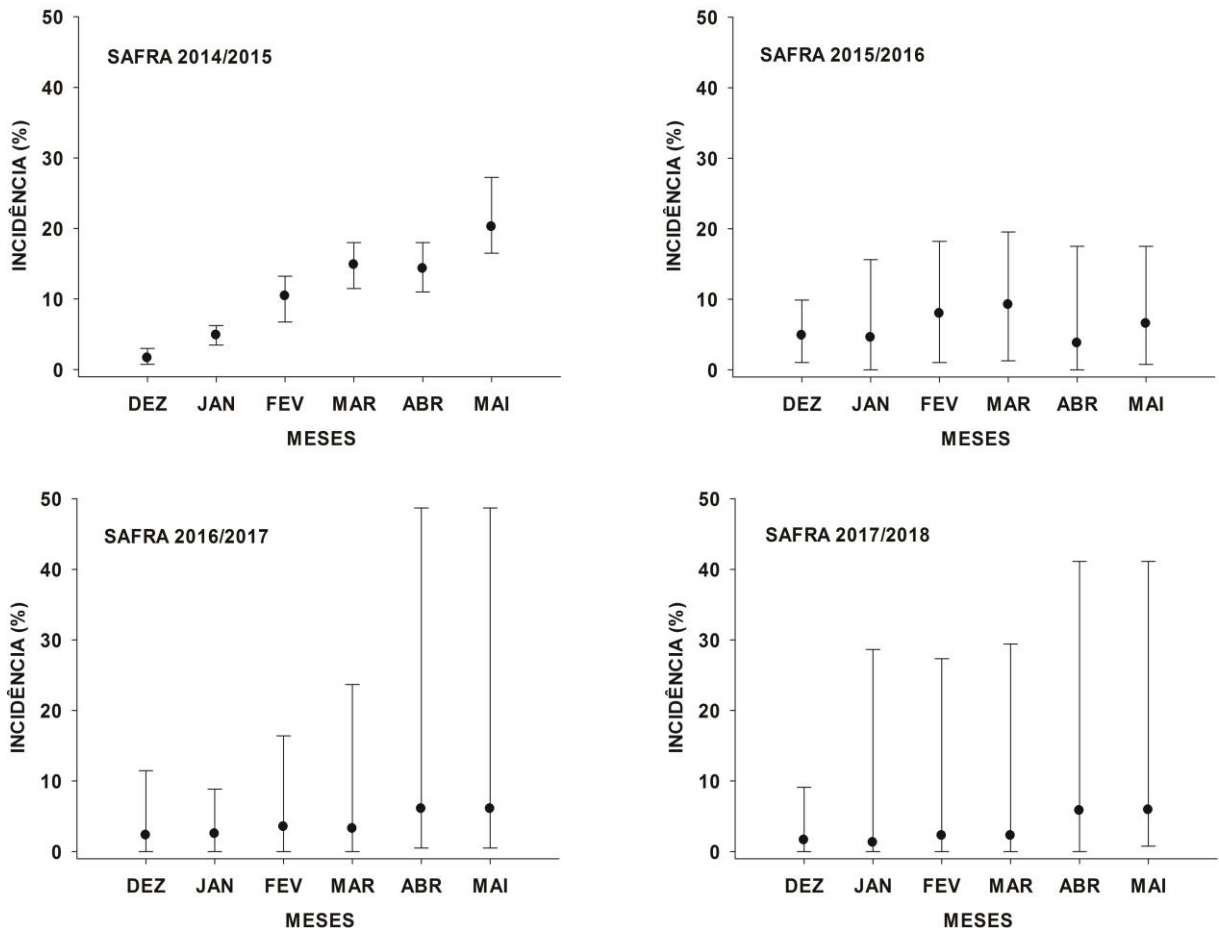 SAFRA 2014/2015
INCIDÊNCIA (%)
50
40
30
20
10
0
DEZ JAN FEV MAR ABR MAI
MESES
SAFRA 2015/2016
INCIDÊNCIA (%)
50
40
30
20
10
0
DEZ JAN FEV MAR ABR MAI
MESES
SAFRA 2016/2017
INCIDÊNCIA (%)
50
40
30
20
10
0
DEZ JAN FEV MAR ABR MAI
MESES
SAFRA 2017/2018
INCIDÊNCIA (%)
50
40
30
20
10
0
DEZ JAN FEV MAR ABR MAI
MESES